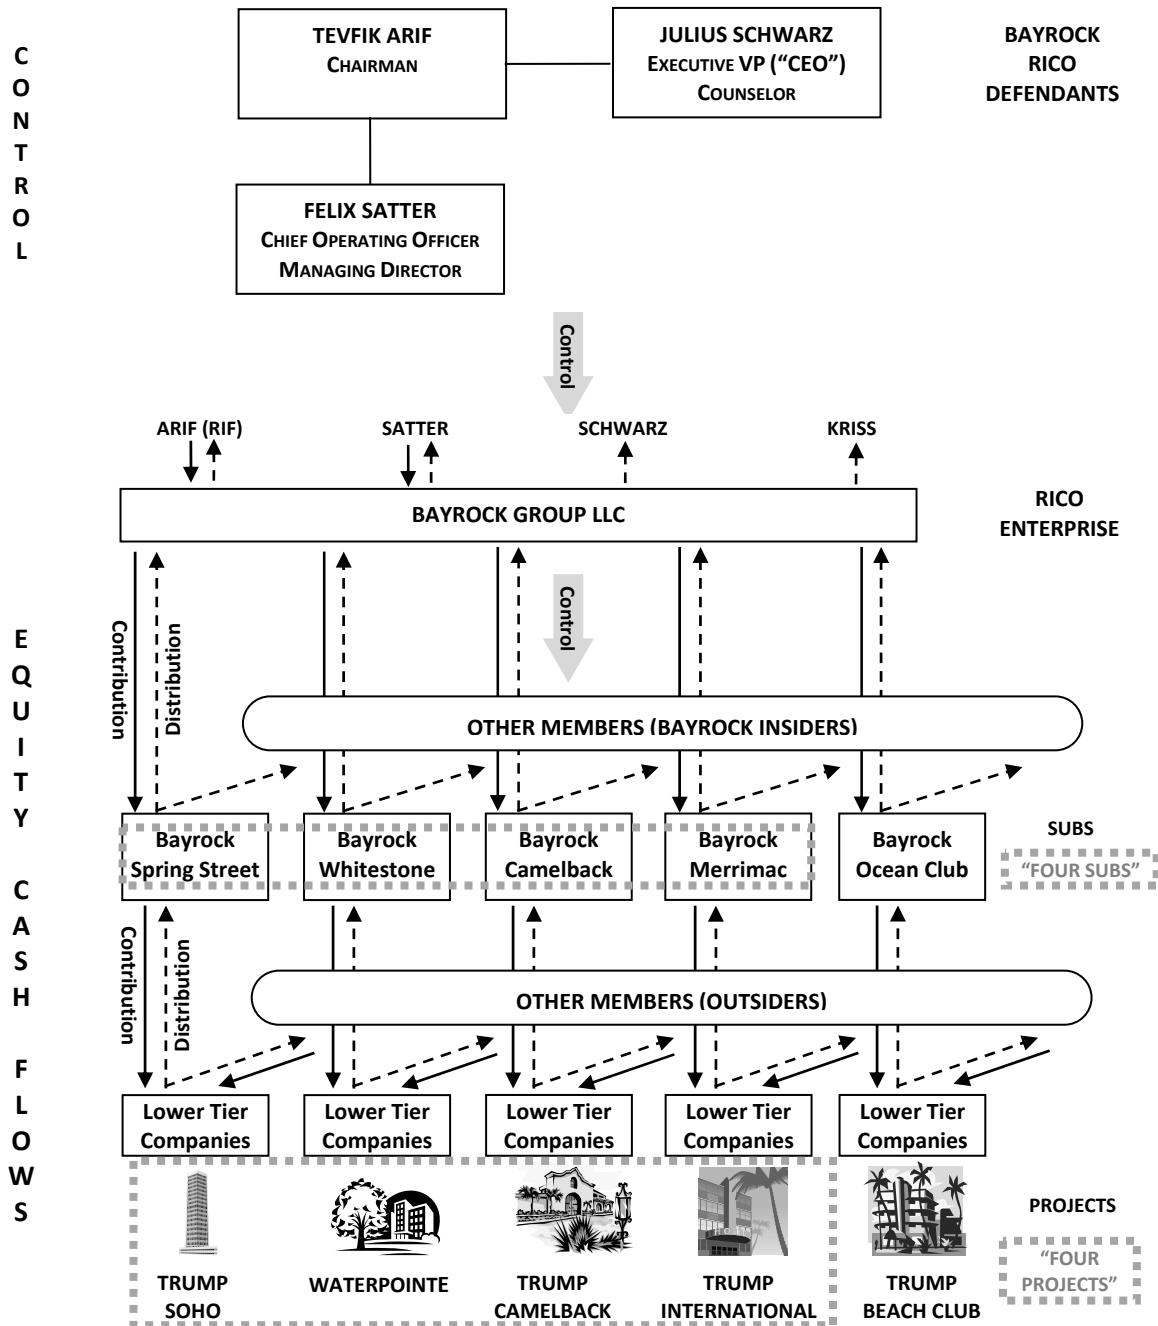 TEVFIK ARIF
CHAIRMAN
JULIUS SCHWARZ
EXECUTIVE VP (“CEO”)
COUNSELOR
BAYROCK
RICO
DEFENDANTS
CONTROL
FELIX SATTER
CHIEF OPERATING OFFICER
MANAGING DIRECTOR
Control
ARIF (RIF)
SATTER
SCHWARZ
KRISS
BAYROCK GROUP LLC
RICO
ENTERPRISE
Control
EQUITY CASH FLOWS
Contribution
Distribution
OTHER MEMBERS (BAYROCK INSIDERS)
Bayrock
Spring Street
Bayrock
Whitestone
Bayrock
Camelback
Bayrock
Merrimac
Bayrock
Ocean Club
SUBS
“FOUR SUBS”
Contribution
Distribution
OTHER MEMBERS (OUTSIDERS)
Lower Tier
Companies
Lower Tier
Companies
Lower Tier
Companies
Lower Tier
Companies
Lower Tier
Companies
TRUMP
SOHO
WATERPOINTE
TRUMP
CAMELBACK
TRUMP
INTERNATIONAL
TRUMP
BEACH CLUB
PROJECTS
“FOUR
PROJECTS”